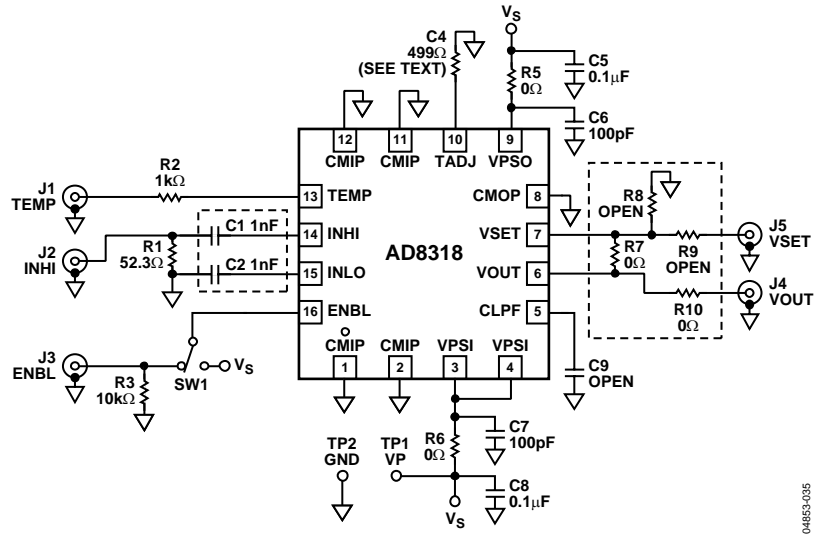 VS
C4
499Ω
(SEE TEXT)
R5
0Ω
C5
0.1µF
C6
100pF
12
11
10
9
CMIP
CMIP
TADJ
VPSO
J1
TEMP
R2
1kΩ
13
TEMP
CMOP
8
R8
OPEN
J2
INHI
R1
52.3Ω
C1 1nF
14
INHI
AD8318
VSET
7
R7
0Ω
R9
OPEN
J5
VSET
C2 1nF
15
INLO
VOUT
6
R10
0Ω
J4
VOUT
16
ENBL
CLPF
5
J3
ENBL
R3
10kΩ
SW1
VS
CMIP
CMIP
VPSI
VPSI
1
2
3
4
C9
OPEN
TP2
GND
TP1
VP
R6
0Ω
C7
100pF
C8
0.1µF
VS
04853-035